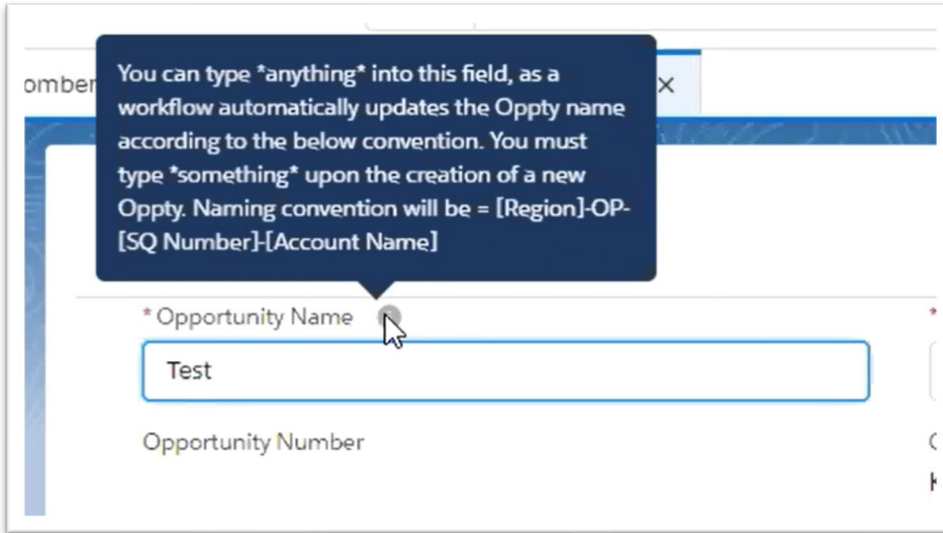 You can type *anything* into this field, as a
workflow automatically updates the Oppty name
according to the below convention. You must
type *something* upon the creation of a new
Oppty. Naming convention will be = [Region]-OP-
[SQ Number]-[Account Name]
* Opportunity Name
*
Test
Opportunity Number